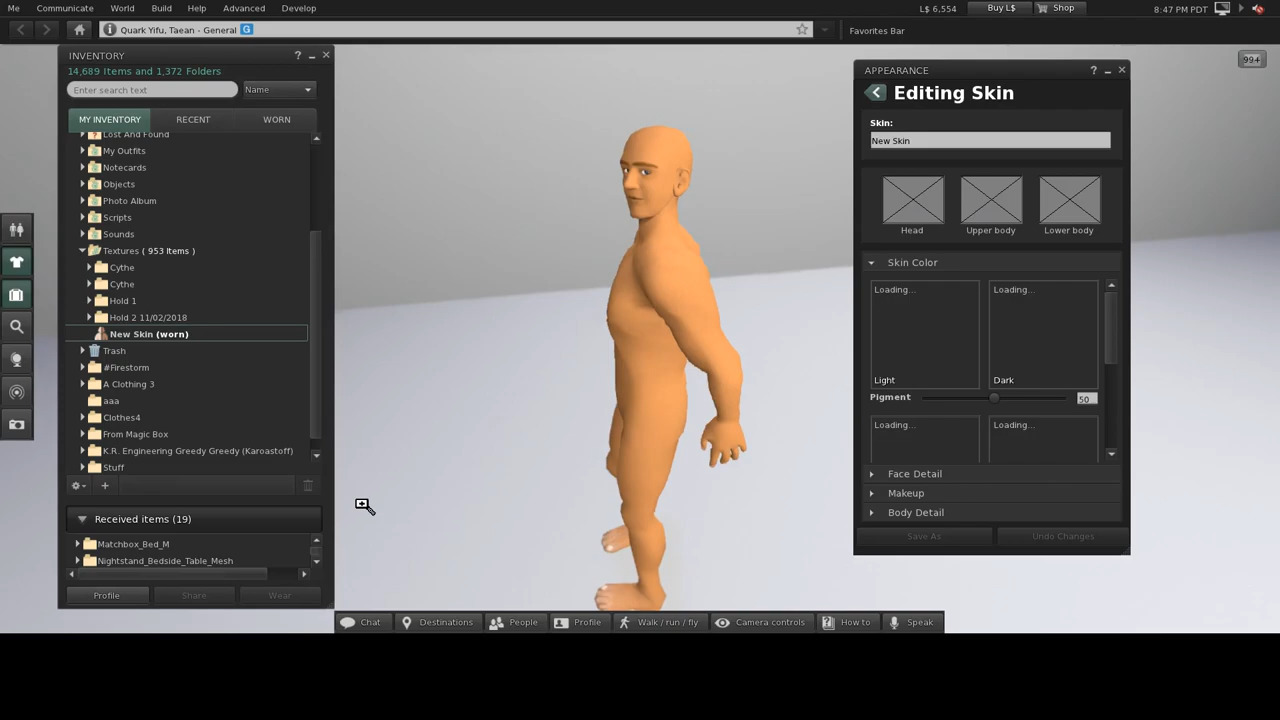 Me Communicate World Build Help Advanced Develop L$ 6,554 Buy L$ Shop 8:47 PM PDT
Quark Yifu, Taean - General G Favorites Bar
99+
INVENTORY ?
14,689 Items and 1,372 Folders
Enter search text Name
MY INVENTORY RECENT WORN
Lost And Found
My Outfits
Notecards
Objects
Photo Album
Scripts
Sounds
Textures ( 953 Items )
Cythe
Cythe
Hold 1
Hold 2 11/02/2018
New Skin (worn)
Trash
#Firestorm
A Clothing 3
aaa
Clothes4
From Magic Box
K.R. Engineering Greedy Greedy (Karoastoff)
Stuff
Received items (19)
Matchbox_Bed_M
Nightstand_Bedside_Table_Mesh
Profile Share Wear
APPEARANCE ?
Editing Skin
Skin:
New Skin
Head Upper body Lower body
Skin Color
Loading... Loading...
Light Dark
Pigment 50
Loading... Loading...
Face Detail
Makeup
Body Detail
Save As Undo Changes
Chat Destinations People Profile Walk / run / fly Camera controls How to Speak